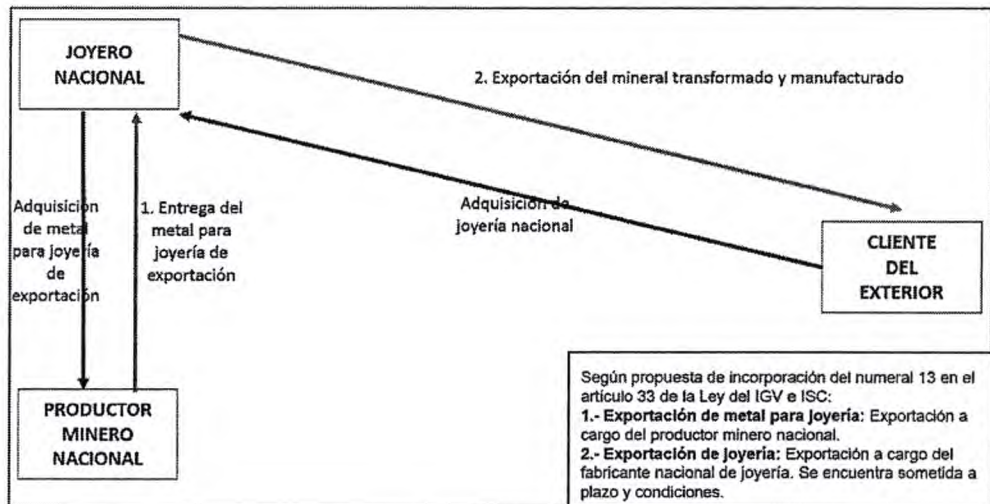 JOYERO
NACIONAL
2. Exportación del mineral transformado y manufacturado
Adquisición
de metal
para joyería
de
exportación
1. Entrega del
metal para
joyería de
exportación
Adquisición de
joyería nacional
CLIENTE
DEL
EXTERIOR
PRODUCTOR
MINERO
NACIONAL
Según propuesta de incorporación del numeral 13 en el
artículo 33 de la Ley del IGV e ISC:
1.- Exportación de metal para joyería: Exportación a
cargo del productor minero nacional.
2.- Exportación de joyería: Exportación a cargo del
fabricante nacional de joyería. Se encuentra sometida a
plazo y condiciones.